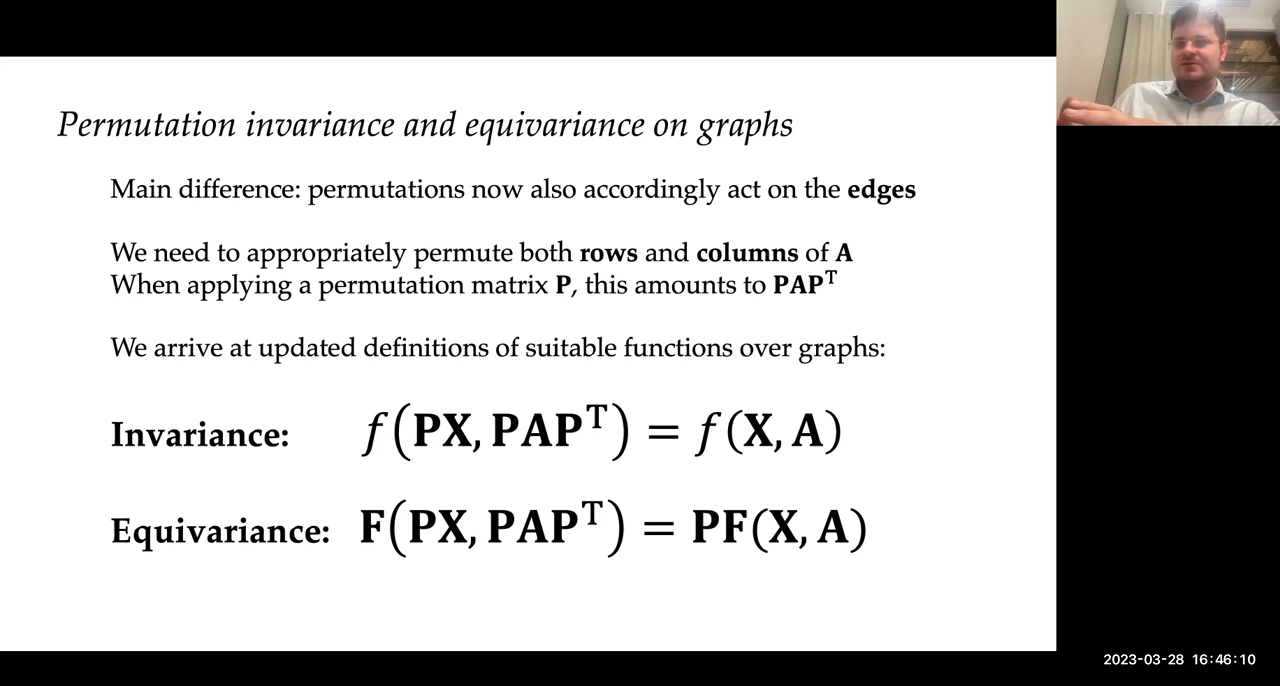 Permutation invariance and equivariance on graphs
Main difference: permutations now also accordingly act on the edges
We need to appropriately permute both rows and columns of A
When applying a permutation matrix P, this amounts to PAPᵀ
We arrive at updated definitions of suitable functions over graphs:
Invariance: f(PX, PAPᵀ) = f(X, A)
Equivariance: F(PX, PAPᵀ) = PF(X, A)
2023-03-28 16:46:10